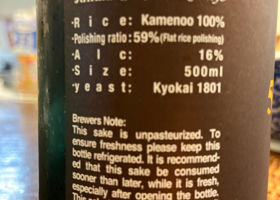 ·Rice: Kamenoo 100%
·Polishing ratio: 59% (Flat rice polishing)
·Alc: 16%
·Size: 500ml
·yeast: Kyokai 1801
Brewers Note:
This sake is unpasteurized. To
ensure freshness please keep this
bottle refrigerated. It is recommend-
ed that this sake be consumed
sooner than later, while it is fresh,
especially after opening the bottle.